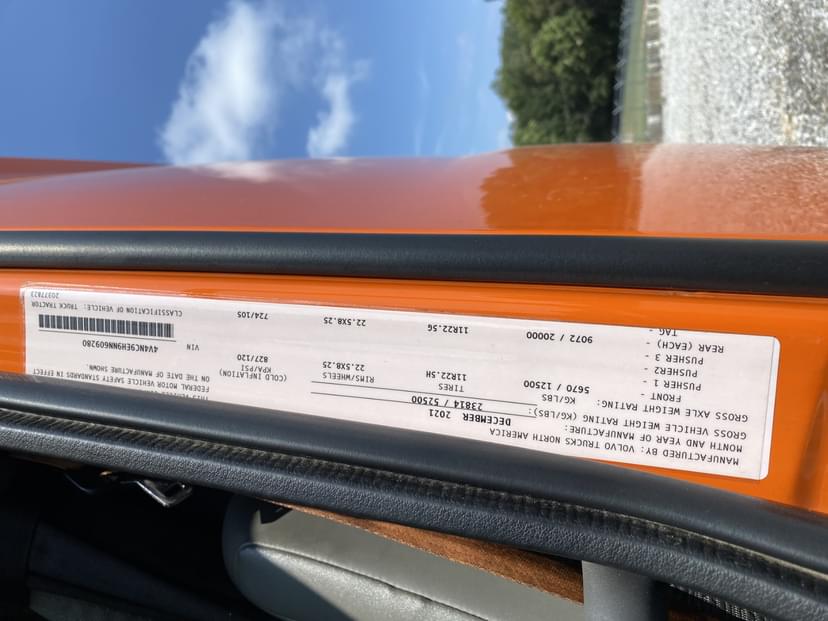 MANUFACTURED BY: VOLVO TRUCKS NORTH AMERICA
MONTH AND YEAR OF MANUFACTURE: DECEMBER 2021
GROSS VEHICLE WEIGHT RATING (KG/LBS) 23814 / 52500
GROSS AXLE WEIGHT RATING: KG/LBS TIRES RIMS/WHEELS (COLD INFLATION) KPA/PSI
FRONT - 5670 / 12500 11R22.5H 22.5X8.25 827/120
PUSHER 1 -
PUSHER2 -
PUSHER 3 -
REAR (EACH) - 9072 / 20000 11R22.5G 22.5X8.25 724/105
TAG -
FEDERAL MOTOR VEHICLE SAFETY STANDARDS IN EFFECT
ON THE DATE OF MANUFACTURE SHOWN.
VIN 4V4NC9EH9NN609280
CLASSIFICATION OF VEHICLE: TRUCK TRACTOR
20377823